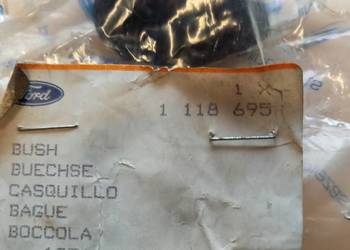 Ford
1 X
1 118 695
BUSH
BUECHSE
CASQUILLO
BAGUE
BOCCOLA